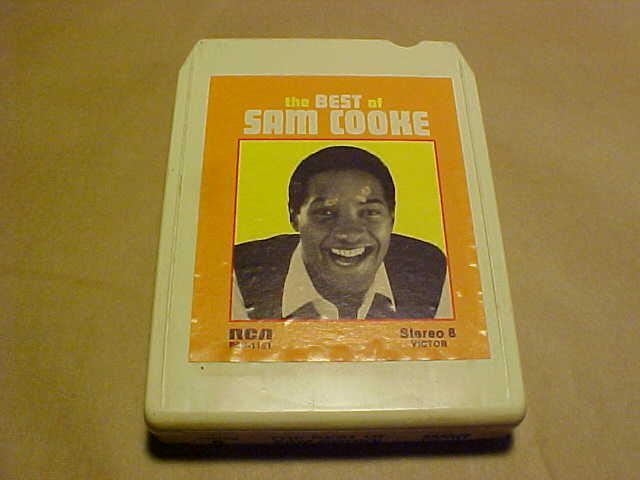 the BEST of
SAM COOKE
RCA
Stereo 8
VICTOR